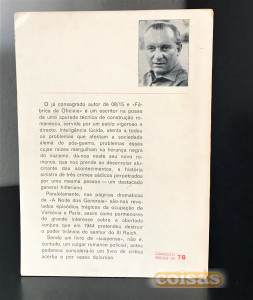 O já consagrado autor de 08/15 e «Fá-
brica de Oficiais» é um escritor na posse
de uma apurada técnica de construção ro-
manesca, servida por um estilo vigoroso e
directo. Inteligência lúcida, atenta a todos
os problemas que afectam a sociedade
alemã do pós-guerra, problemas esses
cujas raízes mergulham na herança negra
do nazismo, dá-nos neste seu novo ro-
mance, que nos prende ao desenrolar alu-
cinante dos acontecimentos, a história
sinistra de três crimes sádicos perpetrados
por uma mesma pessoa — um destacado
general hitleriano.
Paralelamente, nas páginas dramáticas
de «A Noite dos Generais» são-nos reve-
lados episódios trágicos da ocupação de
Varsóvia e Paris, assim como pormenores
de grande interesse sobre a abortada
conjura que em 1944 pretendeu destruir
o poder tirânico do senhor do III Reich.
Sendo um livro de «suspense», não é,
contudo, um vulgar romance policial; antes
podemos considerá-lo um livro de crítica
acerba e por vezes dolorosa.
70
coisas